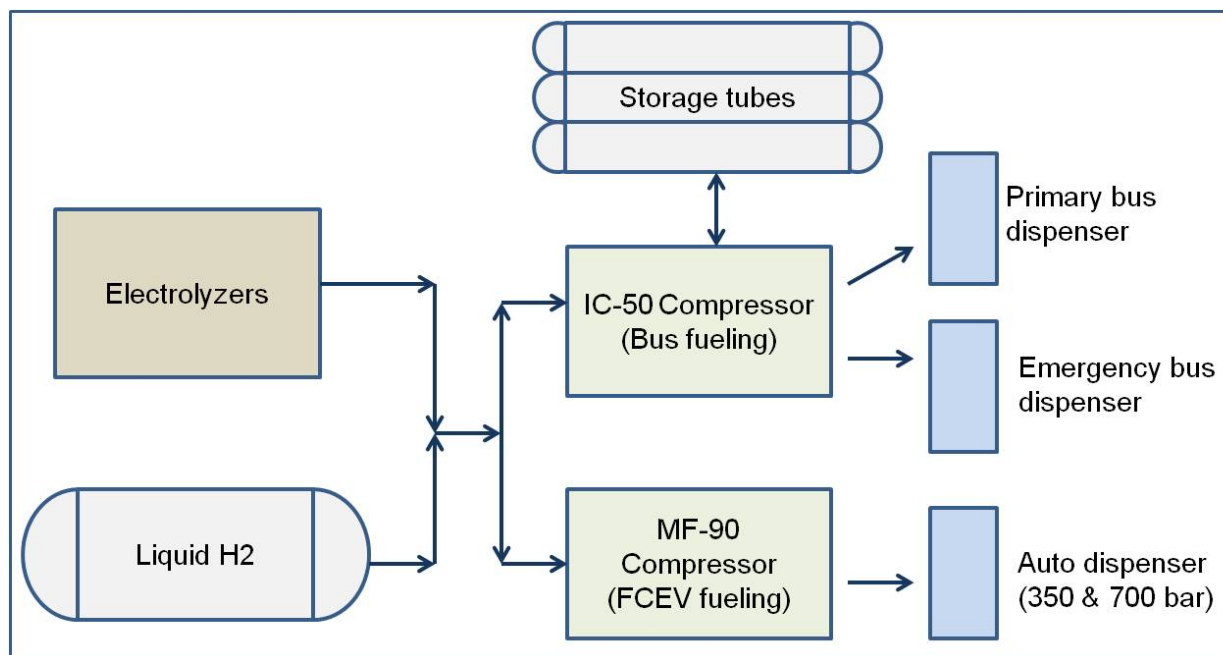 Storage tubes
Primary bus
dispenser
Electrolyzers
IC-50 Compressor
(Bus fueling)
Emergency bus
dispenser
Liquid H2
MF-90
Compressor
(FCEV fueling)
Auto dispenser
(350 & 700 bar)